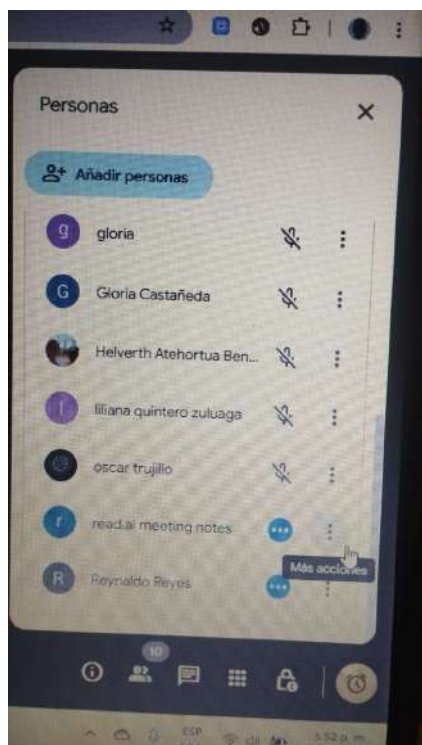 Personas
Añadir personas
g gloria
G Gloria Castañeda
Helverth Atehortua Ben...
l liliana quintero zuluaga
oscar trujillo
r read.ai meeting notes
Más acciones
R Reynaldo Reyes
10
ESP